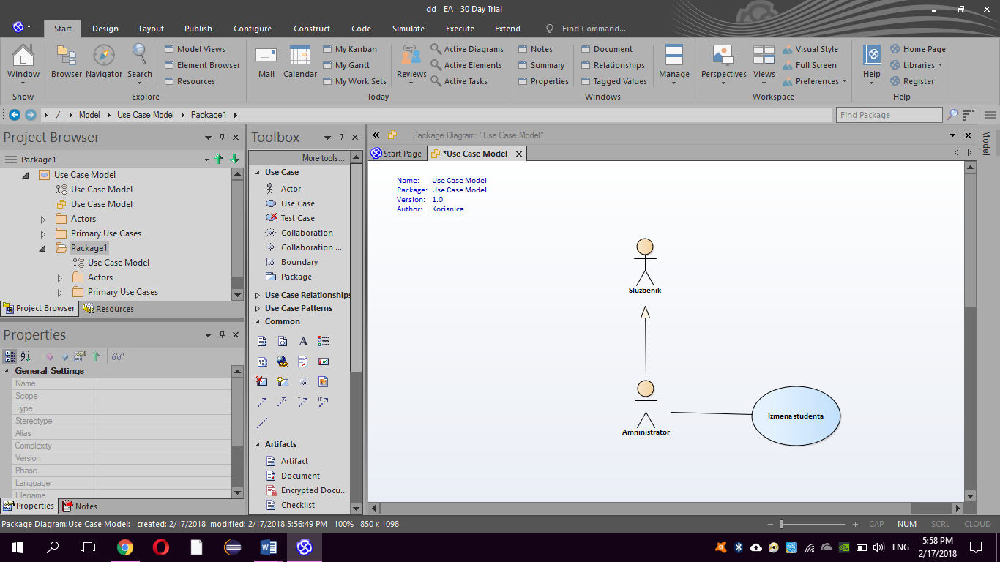 dd - EA - 30 Day Trial
Start Design Layout Publish Configure Construct Code Simulate Execute Extend Find Command...
Window
Show
Browser Navigator Search
Model Views
Element Browser
Resources
Explore
Mail Calendar
My Kanban
My Gantt
My Work Sets
Reviews
Active Diagrams
Active Elements
Active Tasks
Today
Notes
Summary
Properties
Document
Relationships
Tagged Values
Manage
Windows
Perspectives Views
Visual Style
Full Screen
Preferences
Workspace
Help
Home Page
Libraries
Register
Help
/ Model Use Case Model Package1
Find Package
Project Browser
Package1
Use Case Model
Use Case Model
Use Case Model
Actors
Primary Use Cases
Package1
Use Case Model
Actors
Primary Use Cases
Project Browser Resources
Properties
General Settings
Name
Scope
Type
Stereotype
Alias
Complexity
Version
Phase
Language
Filename
Properties Notes
Toolbox
More tools...
Use Case
Actor
Use Case
Test Case
Collaboration
Collaboration ...
Boundary
Package
Use Case Relationships
Use Case Patterns
Common
Artifacts
Artifact
Document
Encrypted Docu...
Checklist
Package Diagram: "Use Case Model"
Start Page *Use Case Model
Name: Use Case Model
Package: Use Case Model
Version: 1.0
Author: Korisnica
Sluzbenik
Amninistrator
Izmena studenta
Model
Package Diagram:Use Case Model: created: 2/17/2018 modified: 2/17/2018 5:56:49 PM 100% 850 x 1098
CAP NUM SCRL CLOUD
ENG
5:58 PM
2/17/2018